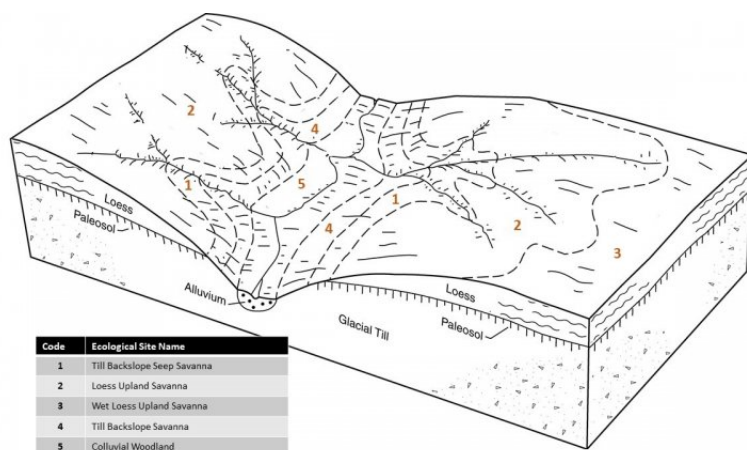 2
4
1
5
1
2
4
3
Loess
Paleosol
Alluvium
Loess
Glacial Till
Paleosol
Code Ecological Site Name
1 Till Backslope Seep Savanna
2 Loess Upland Savanna
3 Wet Loess Upland Savanna
4 Till Backslope Savanna
5 Colluvial Woodland